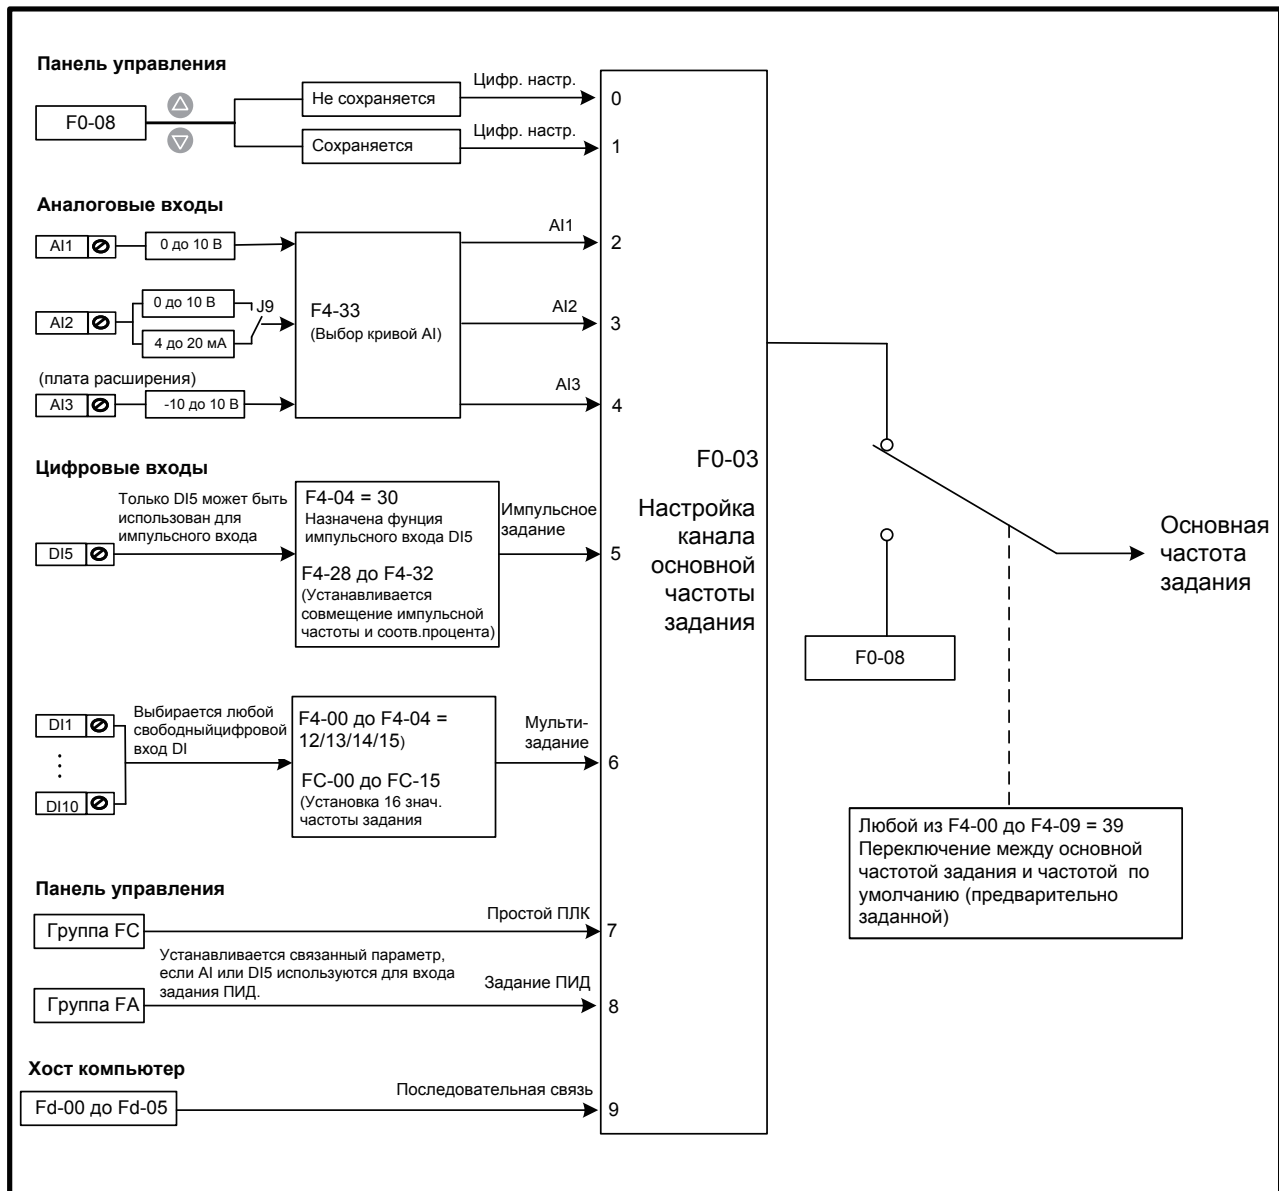 Панель управления
F0-08
Не сохраняется
Цифр. настр.
0
Сохраняется
Цифр. настр.
1
Аналоговые входы
AI1
0 до 10 В
AI1
2
AI2
0 до 10 В
4 до 20 мА
J9
F4-33
(Выбор кривой AI)
AI2
3
(плата расширения)
AI3
-10 до 10 В
AI3
4
Цифровые входы
Только DI5 может быть
использован для
импульсного входа
DI5
F4-04 = 30
Назначена фунция
импульсного входа DI5
F4-28 до F4-32
(Устанавливается
совмещение импульсной
частоты и соотв.процента)
Импульсное
задание
5
DI1
DI10
Выбирается любой
свободныйцифровой
вход DI
F4-00 до F4-04 =
12/13/14/15)
FC-00 до FC-15
(Установка 16 знач.
частоты задания
Мульти-
задание
6
Панель управления
Группа FC
Простой ПЛК
7
Устанавливается связанный параметр,
если AI или DI5 используются для входа
задания ПИД.
Группа FA
Задание ПИД
8
Хост компьютер
Fd-00 до Fd-05
Последовательная связь
9
F0-03
Настройка
канала
основной
частоты
задания
F0-08
Основная
частота
задания
Любой из F4-00 до F4-09 = 39
Переключение между основной
частотой задания и частотой по
умолчанию (предварительно
заданной)